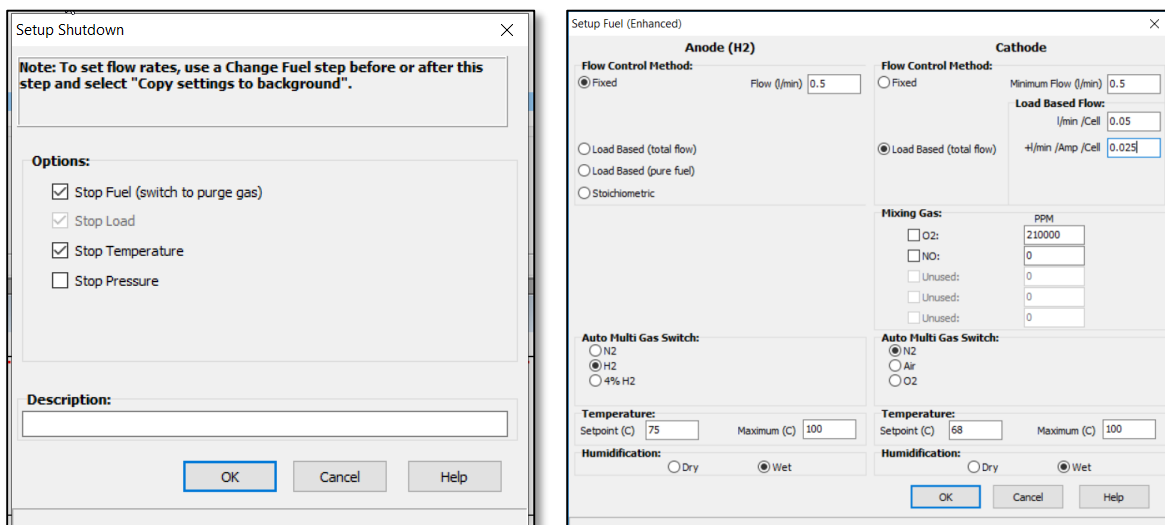 Setup Shutdown
Note: To set flow rates, use a Change Fuel step before or after this
step and select "Copy settings to background".
Options:
Stop Fuel (switch to purge gas)
Stop Load
Stop Temperature
Stop Pressure
Description:
OK Cancel Help
Setup Fuel (Enhanced)
Anode (H2) Cathode
Flow Control Method: Flow Control Method:
Fixed Flow (l/min) 0.5 Fixed Minimum Flow (l/min) 0.5
Load Based Flow:
l/min /Cell 0.05
Load Based (total flow) Load Based (total flow) +l/min /Amp /Cell 0.025
Load Based (pure fuel)
Stoichiometric
Mixing Gas: PPM
O2: 210000
NO: 0
Unused: 0
Unused: 0
Unused: 0
Auto Multi Gas Switch: Auto Multi Gas Switch:
N2 N2
H2 Air
4% H2 O2
Temperature: Temperature:
Setpoint (C) 75 Maximum (C) 100 Setpoint (C) 68 Maximum (C) 100
Humidification: Humidification:
Dry Wet Dry Wet
OK Cancel Help